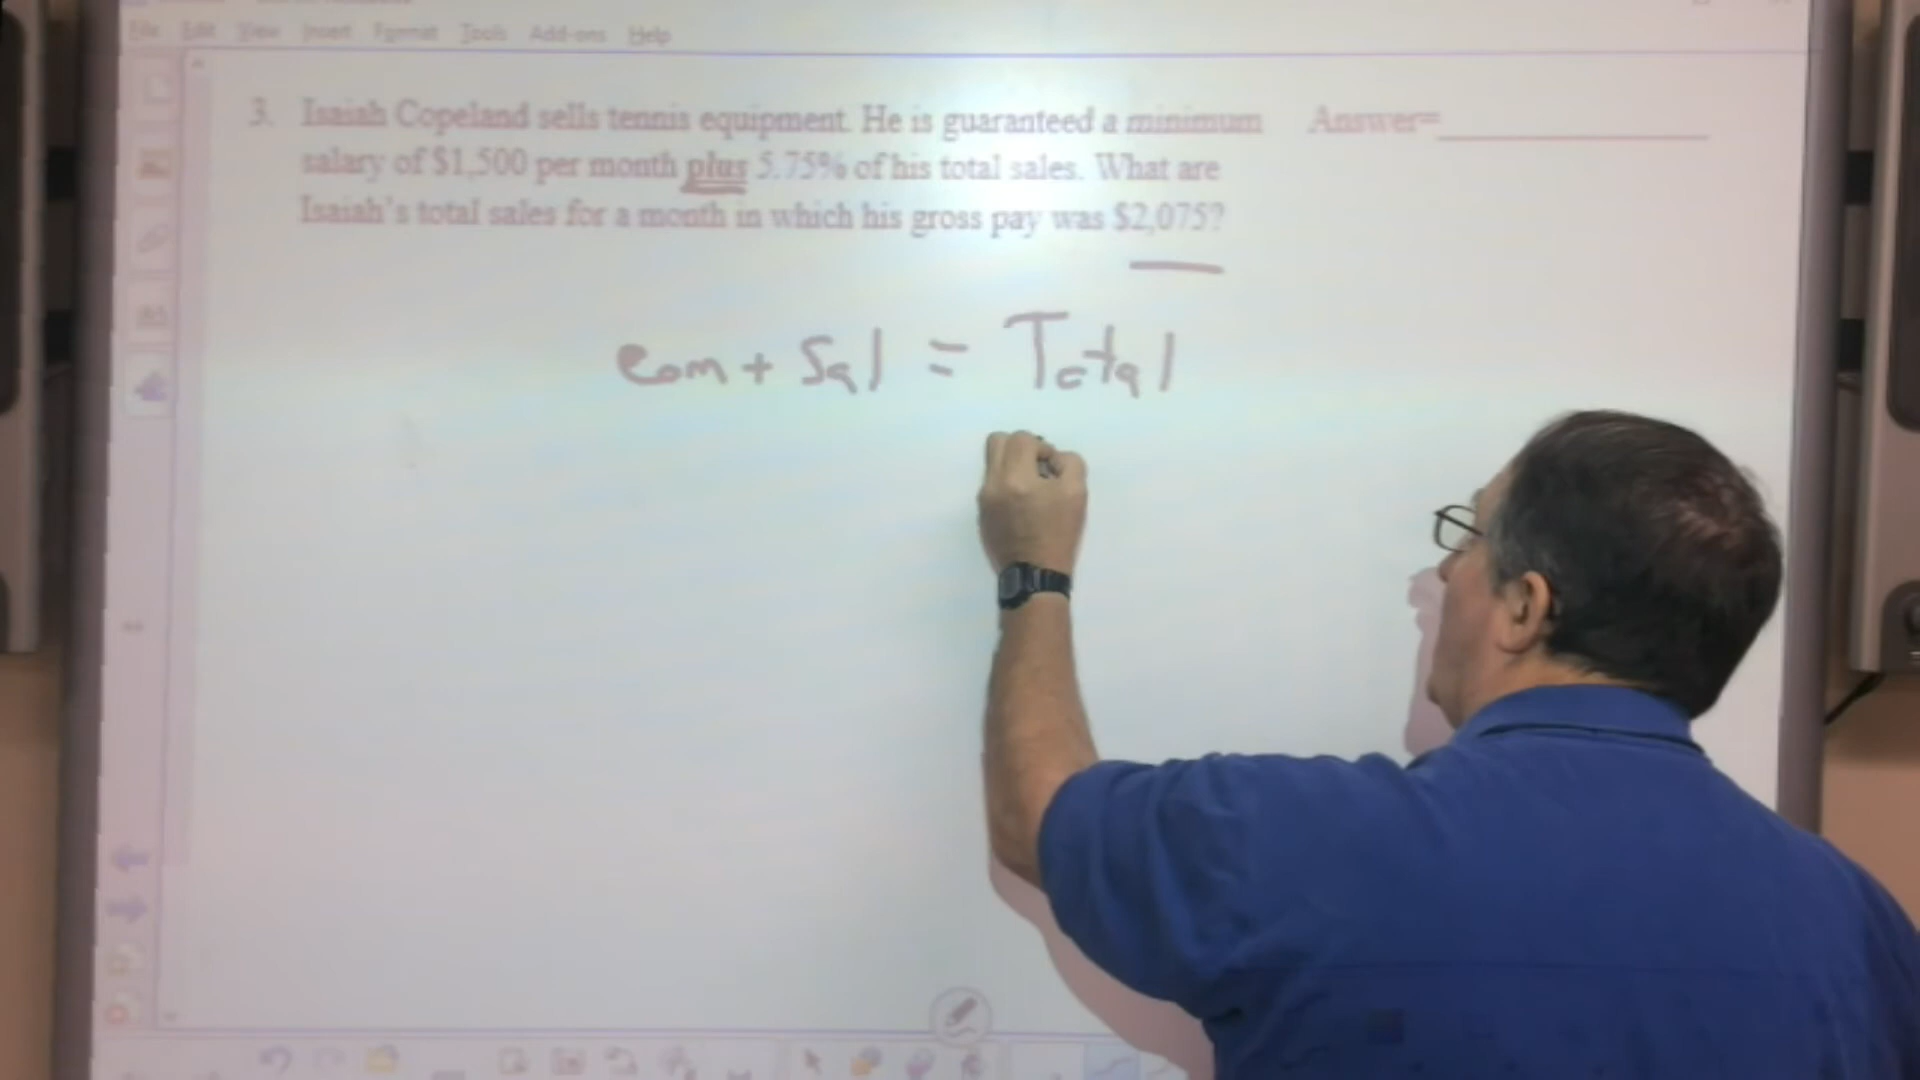 File Edit View Insert Format Tools Add-ons Help
3. Isaiah Copeland sells tennis equipment. He is guaranteed a minimum Answer=
salary of $1,500 per month plus 5.75% of his total sales. What are
Isaiah's total sales for a month in which his gross pay was $2,075?
com + Sal = Total